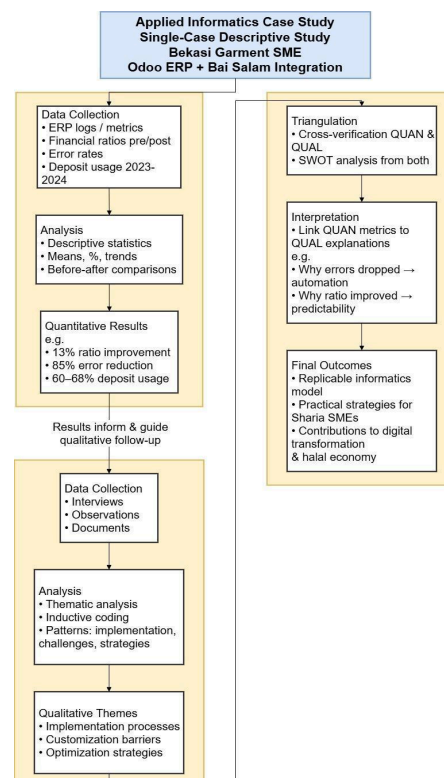 Applied Informatics Case Study
Single-Case Descriptive Study
Bekasi Garment SME
Odoo ERP + Bai Salam Integration
Data Collection
• ERP logs / metrics
• Financial ratios pre/post
• Error rates
• Deposit usage 2023-
2024
Analysis
• Descriptive statistics
• Means, %, trends
• Before-after comparisons
Quantitative Results
e.g.
• 13% ratio improvement
• 85% error reduction
• 60–68% deposit usage
Results inform & guide
qualitative follow-up
Data Collection
• Interviews
• Observations
• Documents
Analysis
• Thematic analysis
• Inductive coding
• Patterns: implementation,
challenges, strategies
Qualitative Themes
• Implementation processes
• Customization barriers
• Optimization strategies
Triangulation
• Cross-verification QUAN &
QUAL
• SWOT analysis from both
Interpretation
• Link QUAN metrics to
QUAL explanations
e.g.
• Why errors dropped →
automation
• Why ratio improved →
predictability
Final Outcomes
• Replicable informatics
model
• Practical strategies for
Sharia SMEs
• Contributions to digital
transformation
& halal economy